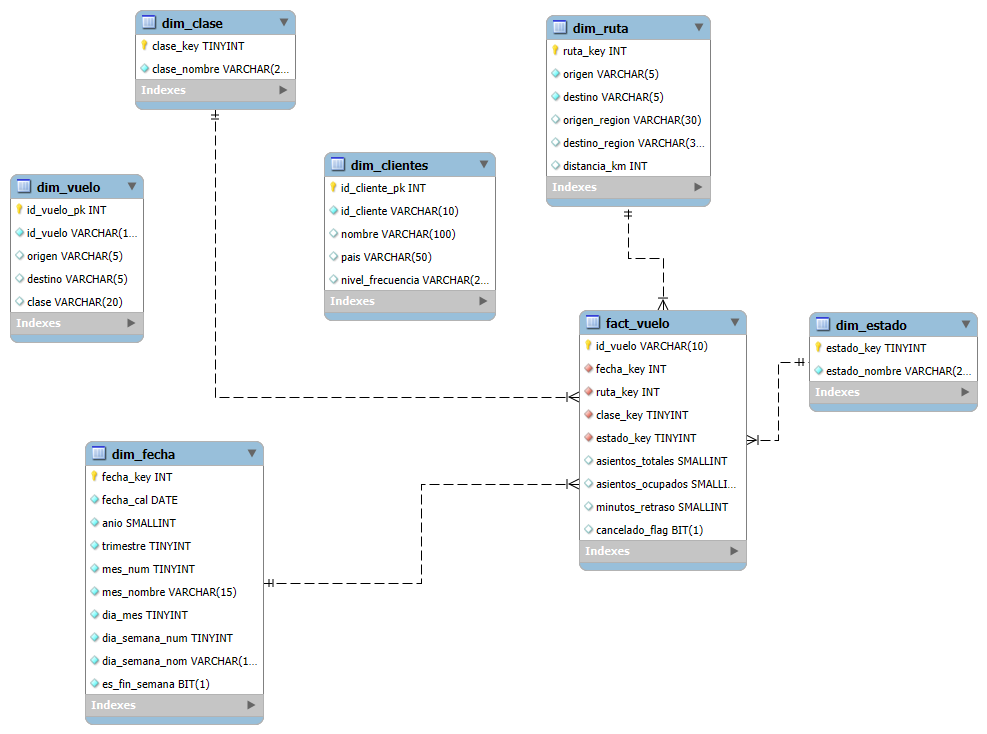 dim_clase
clase_key TINYINT
clase_nombre VARCHAR(2...
Indexes
dim_ruta
ruta_key INT
origen VARCHAR(5)
destino VARCHAR(5)
origen_region VARCHAR(30)
destino_region VARCHAR(3...
distancia_km INT
Indexes
dim_clientes
id_cliente_pk INT
id_cliente VARCHAR(10)
nombre VARCHAR(100)
pais VARCHAR(50)
nivel_frecuencia VARCHAR(2...
Indexes
dim_vuelo
id_vuelo_pk INT
id_vuelo VARCHAR(1...
origen VARCHAR(5)
destino VARCHAR(5)
clase VARCHAR(20)
Indexes
fact_vuelo
id_vuelo VARCHAR(10)
fecha_key INT
ruta_key INT
clase_key TINYINT
estado_key TINYINT
asientos_totales SMALLINT
asientos_ocupados SMALLI...
minutos_retraso SMALLINT
cancelado_flag BIT(1)
Indexes
dim_estado
estado_key TINYINT
estado_nombre VARCHAR(2...
Indexes
dim_fecha
fecha_key INT
fecha_cal DATE
anio SMALLINT
trimestre TINYINT
mes_num TINYINT
mes_nombre VARCHAR(15)
dia_mes TINYINT
dia_semana_num TINYINT
dia_semana_nom VARCHAR(1...
es_fin_semana BIT(1)
Indexes